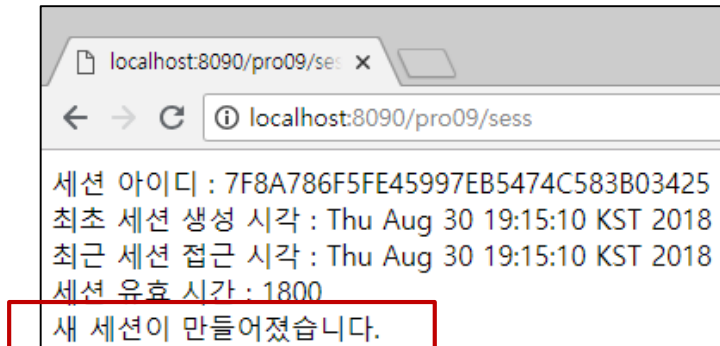 localhost:8090/pro09/ses
localhost:8090/pro09/sess
세션 아이디 : 7F8A786F5FE45997EB5474C583B03425
최초 세션 생성 시각 : Thu Aug 30 19:15:10 KST 2018
최근 세션 접근 시각 : Thu Aug 30 19:15:10 KST 2018
세션 유효 시간 : 1800
새 세션이 만들어졌습니다.